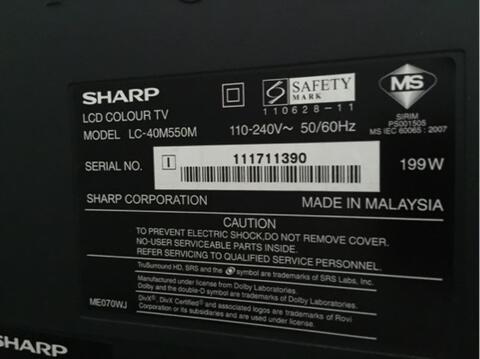 SHARP
LCD COLOUR TV
MODEL LC-40M550M
110-240V~ 50/60Hz
S SAFETY
MARK
110628-11
MS
SIRIM
PS001505
MS IEC 60065 : 2007
SERIAL NO. I 111711390
199W
SHARP CORPORATION MADE IN MALAYSIA
CAUTION
TO PREVENT ELECTRIC SHOCK,DO NOT REMOVE COVER.
NO-USER SERVICEABLE PARTS INSIDE.
REFER SERVICING TO QUALIFIED SERVICE PERSONNEL.
TruSurround HD, SRS and the symbol are trademarks of SRS Labs, Inc.
Manufactured under license from Dolby Laboratories.
Dolby and the double-D symbol are trademarks of Dolby Laboratories.
DivX®, DivX Certified® and associated logos are trademarks of Rovi
Corporation or its subsidiaries and are used under license.
ME070WJ
SHARP